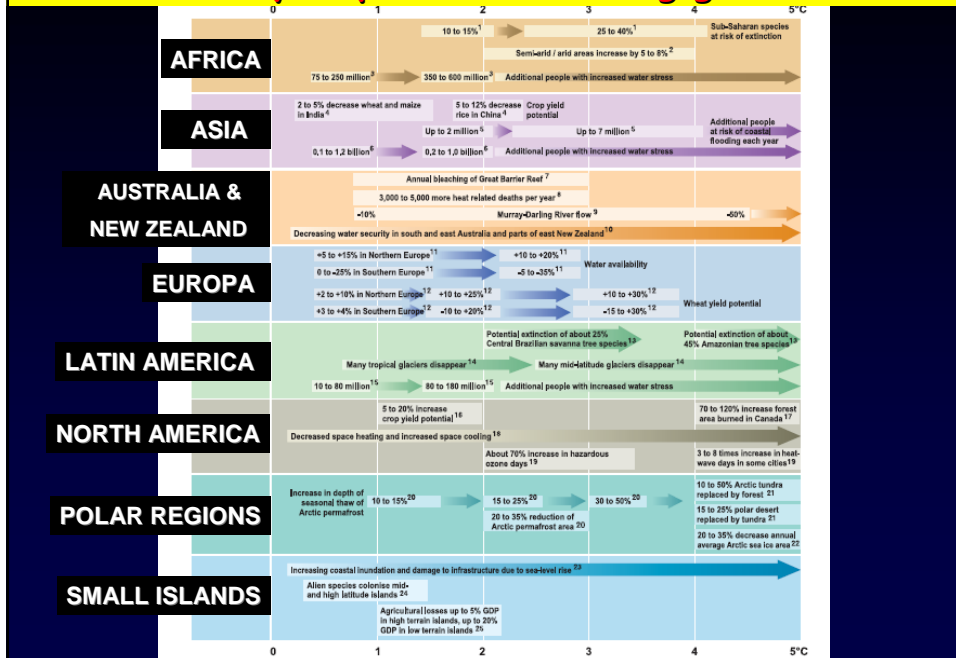 0 1 2 3 4 5°C
AFRICA
10 to 15%1
25 to 40%1
Sub-Saharan species
at risk of extinction
Semi-arid / arid areas increase by 5 to 8%2
75 to 250 million3
350 to 600 million3
Additional people with increased water stress
ASIA
2 to 5% decrease wheat and maize
in India4
5 to 12% decrease
rice in China4
Crop yield
potential
Up to 2 million5
Up to 7 million5
Additional people
at risk of coastal
flooding each year
0,1 to 1,2 billion6
0,2 to 1,0 billion6
Additional people with increased water stress
AUSTRALIA &
NEW ZEALAND
Annual bleaching of Great Barrier Reef7
3,000 to 5,000 more heat related deaths per year8
-10%
Murray-Darling River flow9
-50%
Decreasing water security in south and east Australia and parts of east New Zealand10
EUROPA
+5 to +15% in Northern Europe11
+10 to +20%11
0 to -25% in Southern Europe11
-5 to -35%11
Water availability
+2 to +10% in Northern Europe12
+10 to +25%12
+10 to +30%12
+3 to +4% in Southern Europe12
-10 to +20%12
-15 to +30%12
Wheat yield potential
LATIN AMERICA
Potential extinction of about 25%
Central Brazilian savanna tree species13
Potential extinction of about
45% Amazonian tree species13
Many tropical glaciers disappear14
Many mid-latitude glaciers disappear14
10 to 80 million15
80 to 180 million15
Additional people with increased water stress
NORTH AMERICA
5 to 20% increase
crop yield potential16
70 to 120% increase forest
area burned in Canada17
Decreased space heating and increased space cooling18
About 70% increase in hazardous
ozone days19
3 to 8 times increase in heat-
wave days in some cities19
POLAR REGIONS
Increase in depth of
seasonal thaw of
Arctic permafrost
10 to 15%20
15 to 25%20
30 to 50%20
20 to 35% reduction of
Arctic permafrost area20
10 to 50% Arctic tundra
replaced by forest21
15 to 25% polar desert
replaced by tundra21
20 to 35% decrease annual
average Arctic sea ice area22
SMALL ISLANDS
Increasing coastal inundation and damage to infrastructure due to sea-level rise23
Alien species colonise mid-
and high latitude islands24
Agricultural losses up to 5% GDP
in high terrain islands, up to 20%
GDP in low terrain islands25
0 1 2 3 4 5°C